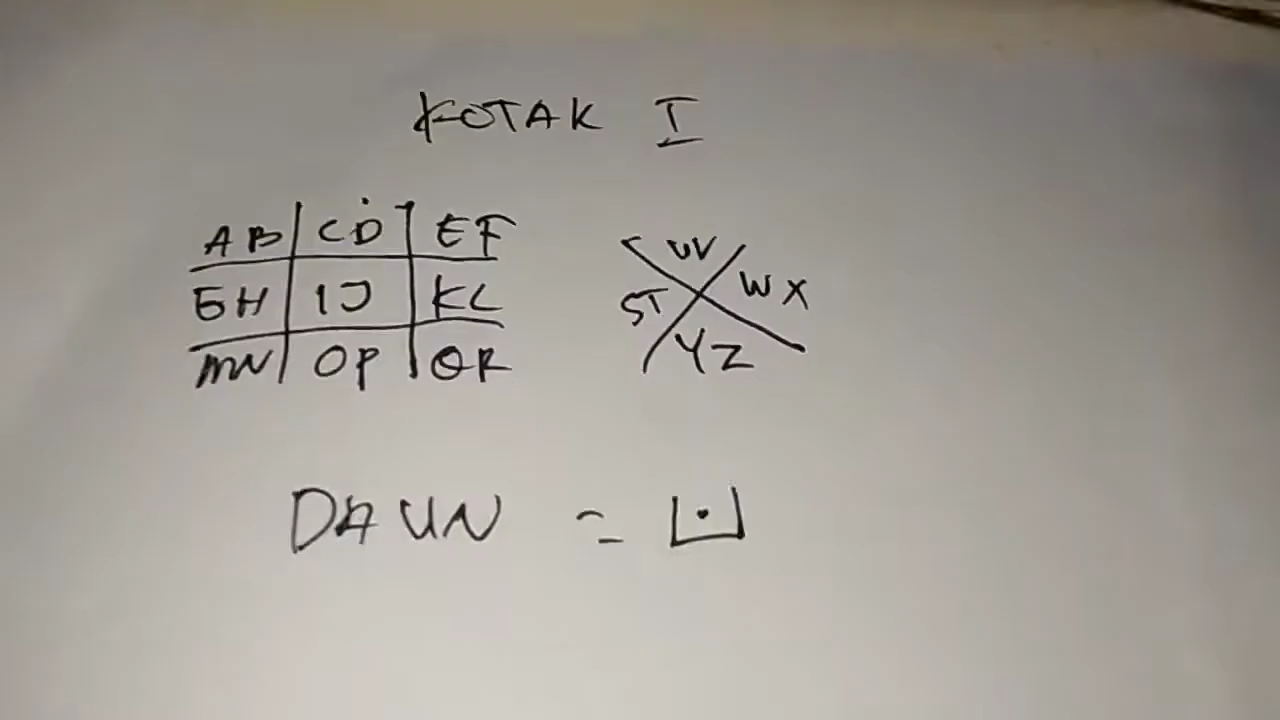 KOTAK I
AB CD EF
GH IJ KL
MN OP QR
UV
ST WX
YZ
DAUN =